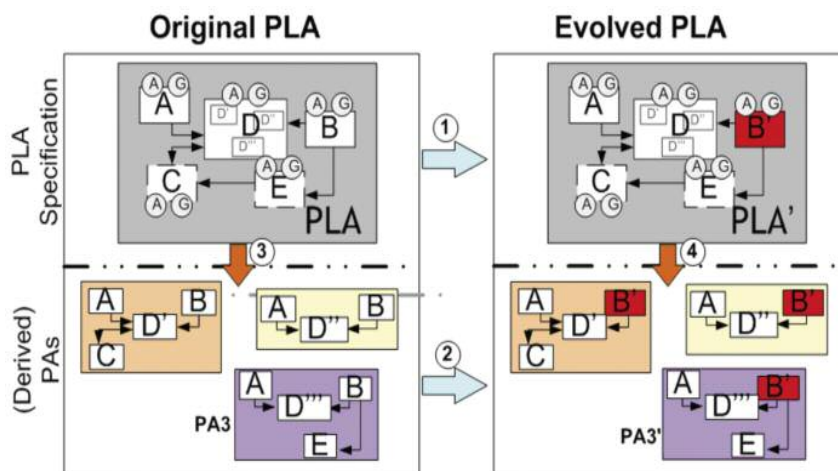 Original PLA
Evolved PLA
PLA
Specification
A G
A
A G
D' D D''
D'''
A G
B
C
A G
A G
E
PLA
1
A G
A
A G
D' D D''
D'''
A G
B'
C
A G
A G
E
PLA'
3
4
(Derived)
PAs
A B
D'
C
A B
D''
A B
D'''
E
PA3
2
A B'
D'
C
A B'
D''
A B'
D'''
E
PA3'